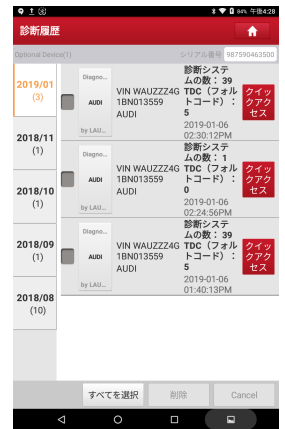 84% 午後4:28
診断履歴
Optional Device(1)
シリアル番号 987590463500
2019/01
(3)
2018/11
(1)
2018/10
(1)
2018/09
(1)
2018/08
(10)
Diagno...
AUDI
by LAU...
VIN WAUZZZ4G
1BN013559
AUDI
診断システ
ムの数： 39
TDC（フォル
トコード）：
5
2019-01-06
02:30:12PM
クイッ
クアク
セス
Diagno...
AUDI
by LAU...
VIN WAUZZZ4G
1BN013559
AUDI
診断システ
ムの数： 1
TDC（フォル
トコード）：
0
2019-01-06
02:24:56PM
クイッ
クアク
セス
Diagno...
AUDI
by LAU...
VIN WAUZZZ4G
1BN013559
AUDI
診断システ
ムの数： 39
TDC（フォル
トコード）：
5
2019-01-06
01:40:13PM
クイッ
クアク
セス
すべてを選択 削除 Cancel